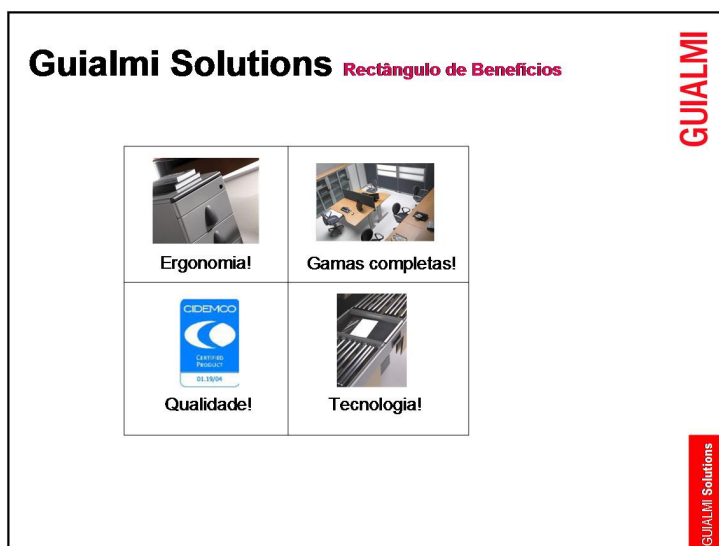 Guialmi Solutions Rectângulo de Benefícios
GUIALMI
Ergonomia!
Gamas completas!
CIDEMCO
CERTIFIED
PRODUCT
01.19/04
Qualidade!
Tecnologia!
GUIALMI Solutions